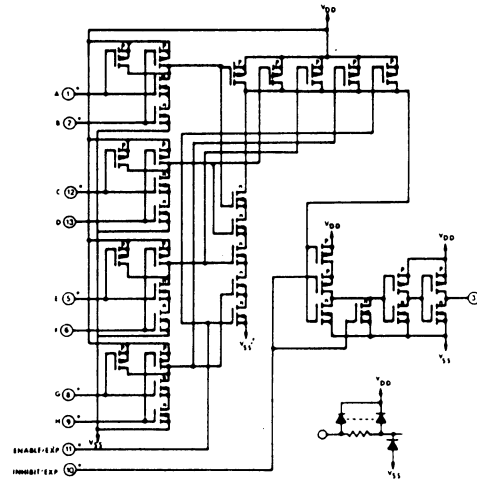 VDD
A 1 *
B 2 *
C 12 *
D 13 *
VDD
VDD
E 5 *
3
F 6 *
VSS
VSS
G 8 *
VDD
H 9 *
VSS
ENABLE/EXP 11 *
INHIBIT/EXP 10 *
VSS